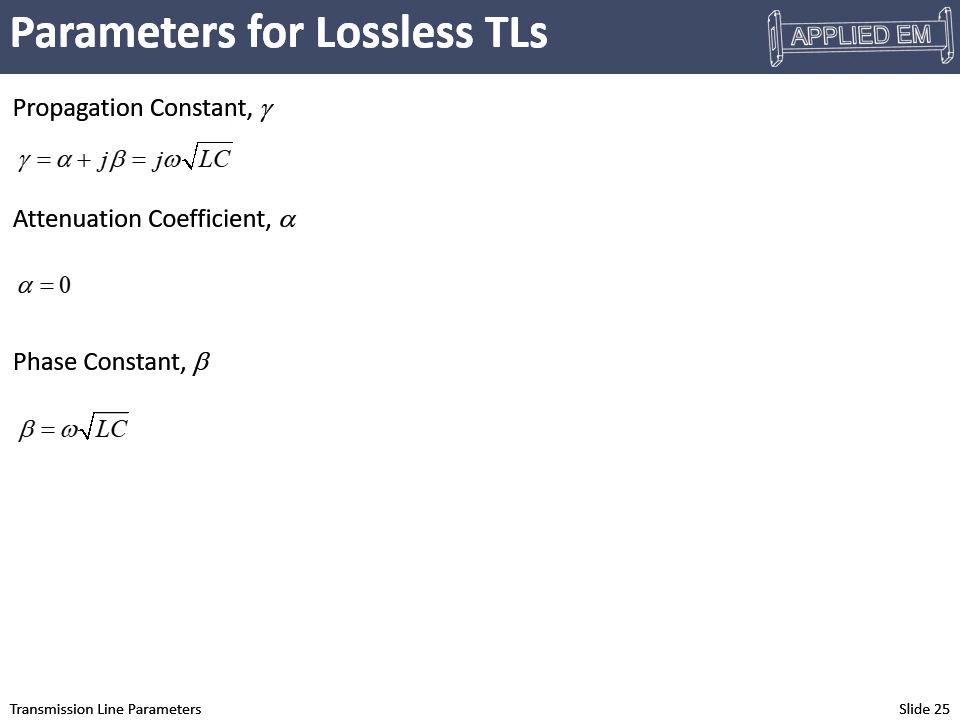 Parameters for Lossless TLs
APPLIED EM
Propagation Constant, γ
γ = α + jβ = jω√LC
Attenuation Coefficient, α
α = 0
Phase Constant, β
β = ω√LC
Transmission Line Parameters
Slide 25